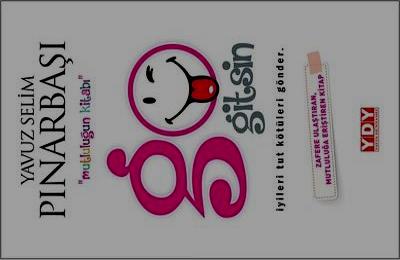 YAVUZ SELİM
PINARBAŞI
"mutluluğun kitabı"
go
gitsin
iyileri tut kötüleri gönder.
ZAFERE ULAŞTIRAN,
MUTLULUĞA ERİŞTİREN KİTAP
YDY